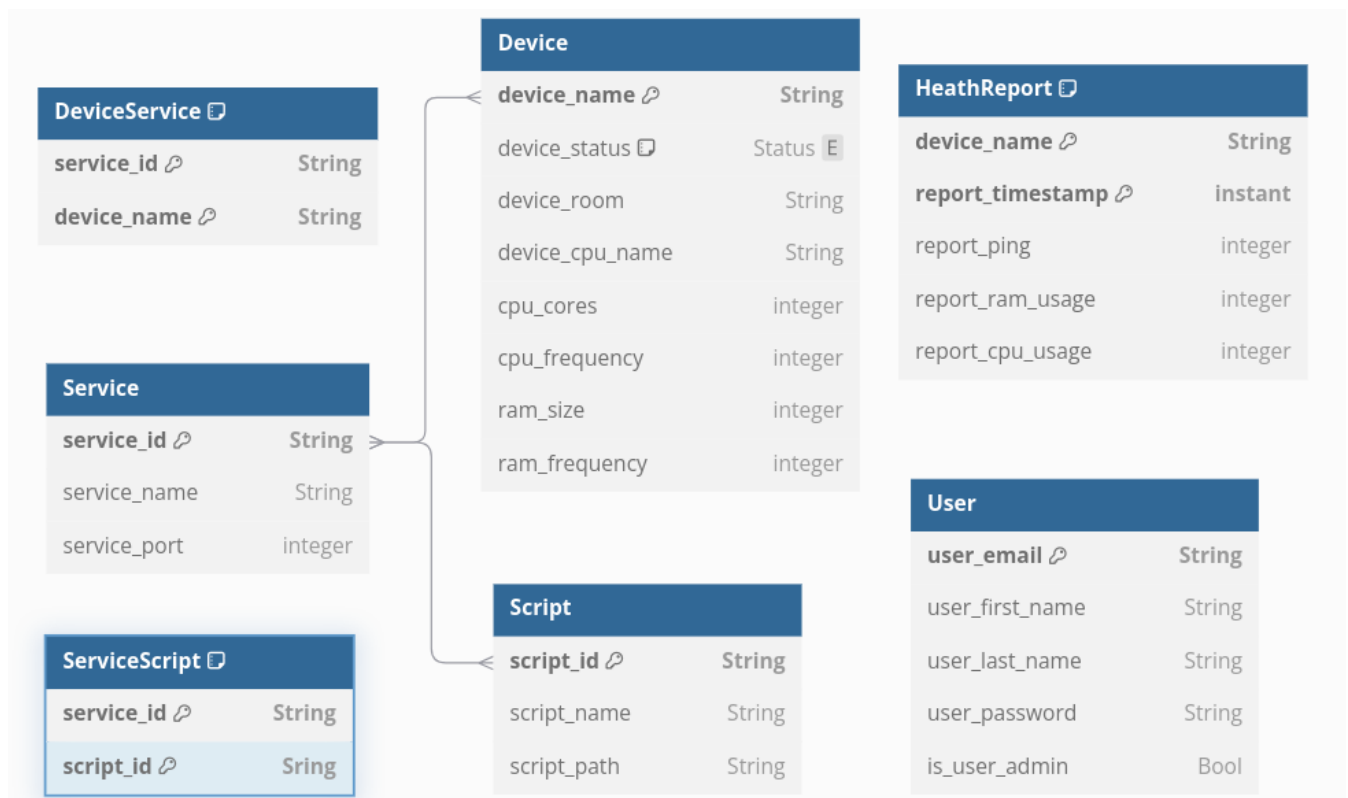 DeviceService
service_id String
device_name String
Device
device_name String
device_status Status E
device_room String
device_cpu_name String
cpu_cores integer
cpu_frequency integer
ram_size integer
ram_frequency integer
HeathReport
device_name String
report_timestamp instant
report_ping integer
report_ram_usage integer
report_cpu_usage integer
Service
service_id String
service_name String
service_port integer
ServiceScript
service_id String
script_id Sring
Script
script_id String
script_name String
script_path String
User
user_email String
user_first_name String
user_last_name String
user_password String
is_user_admin Bool